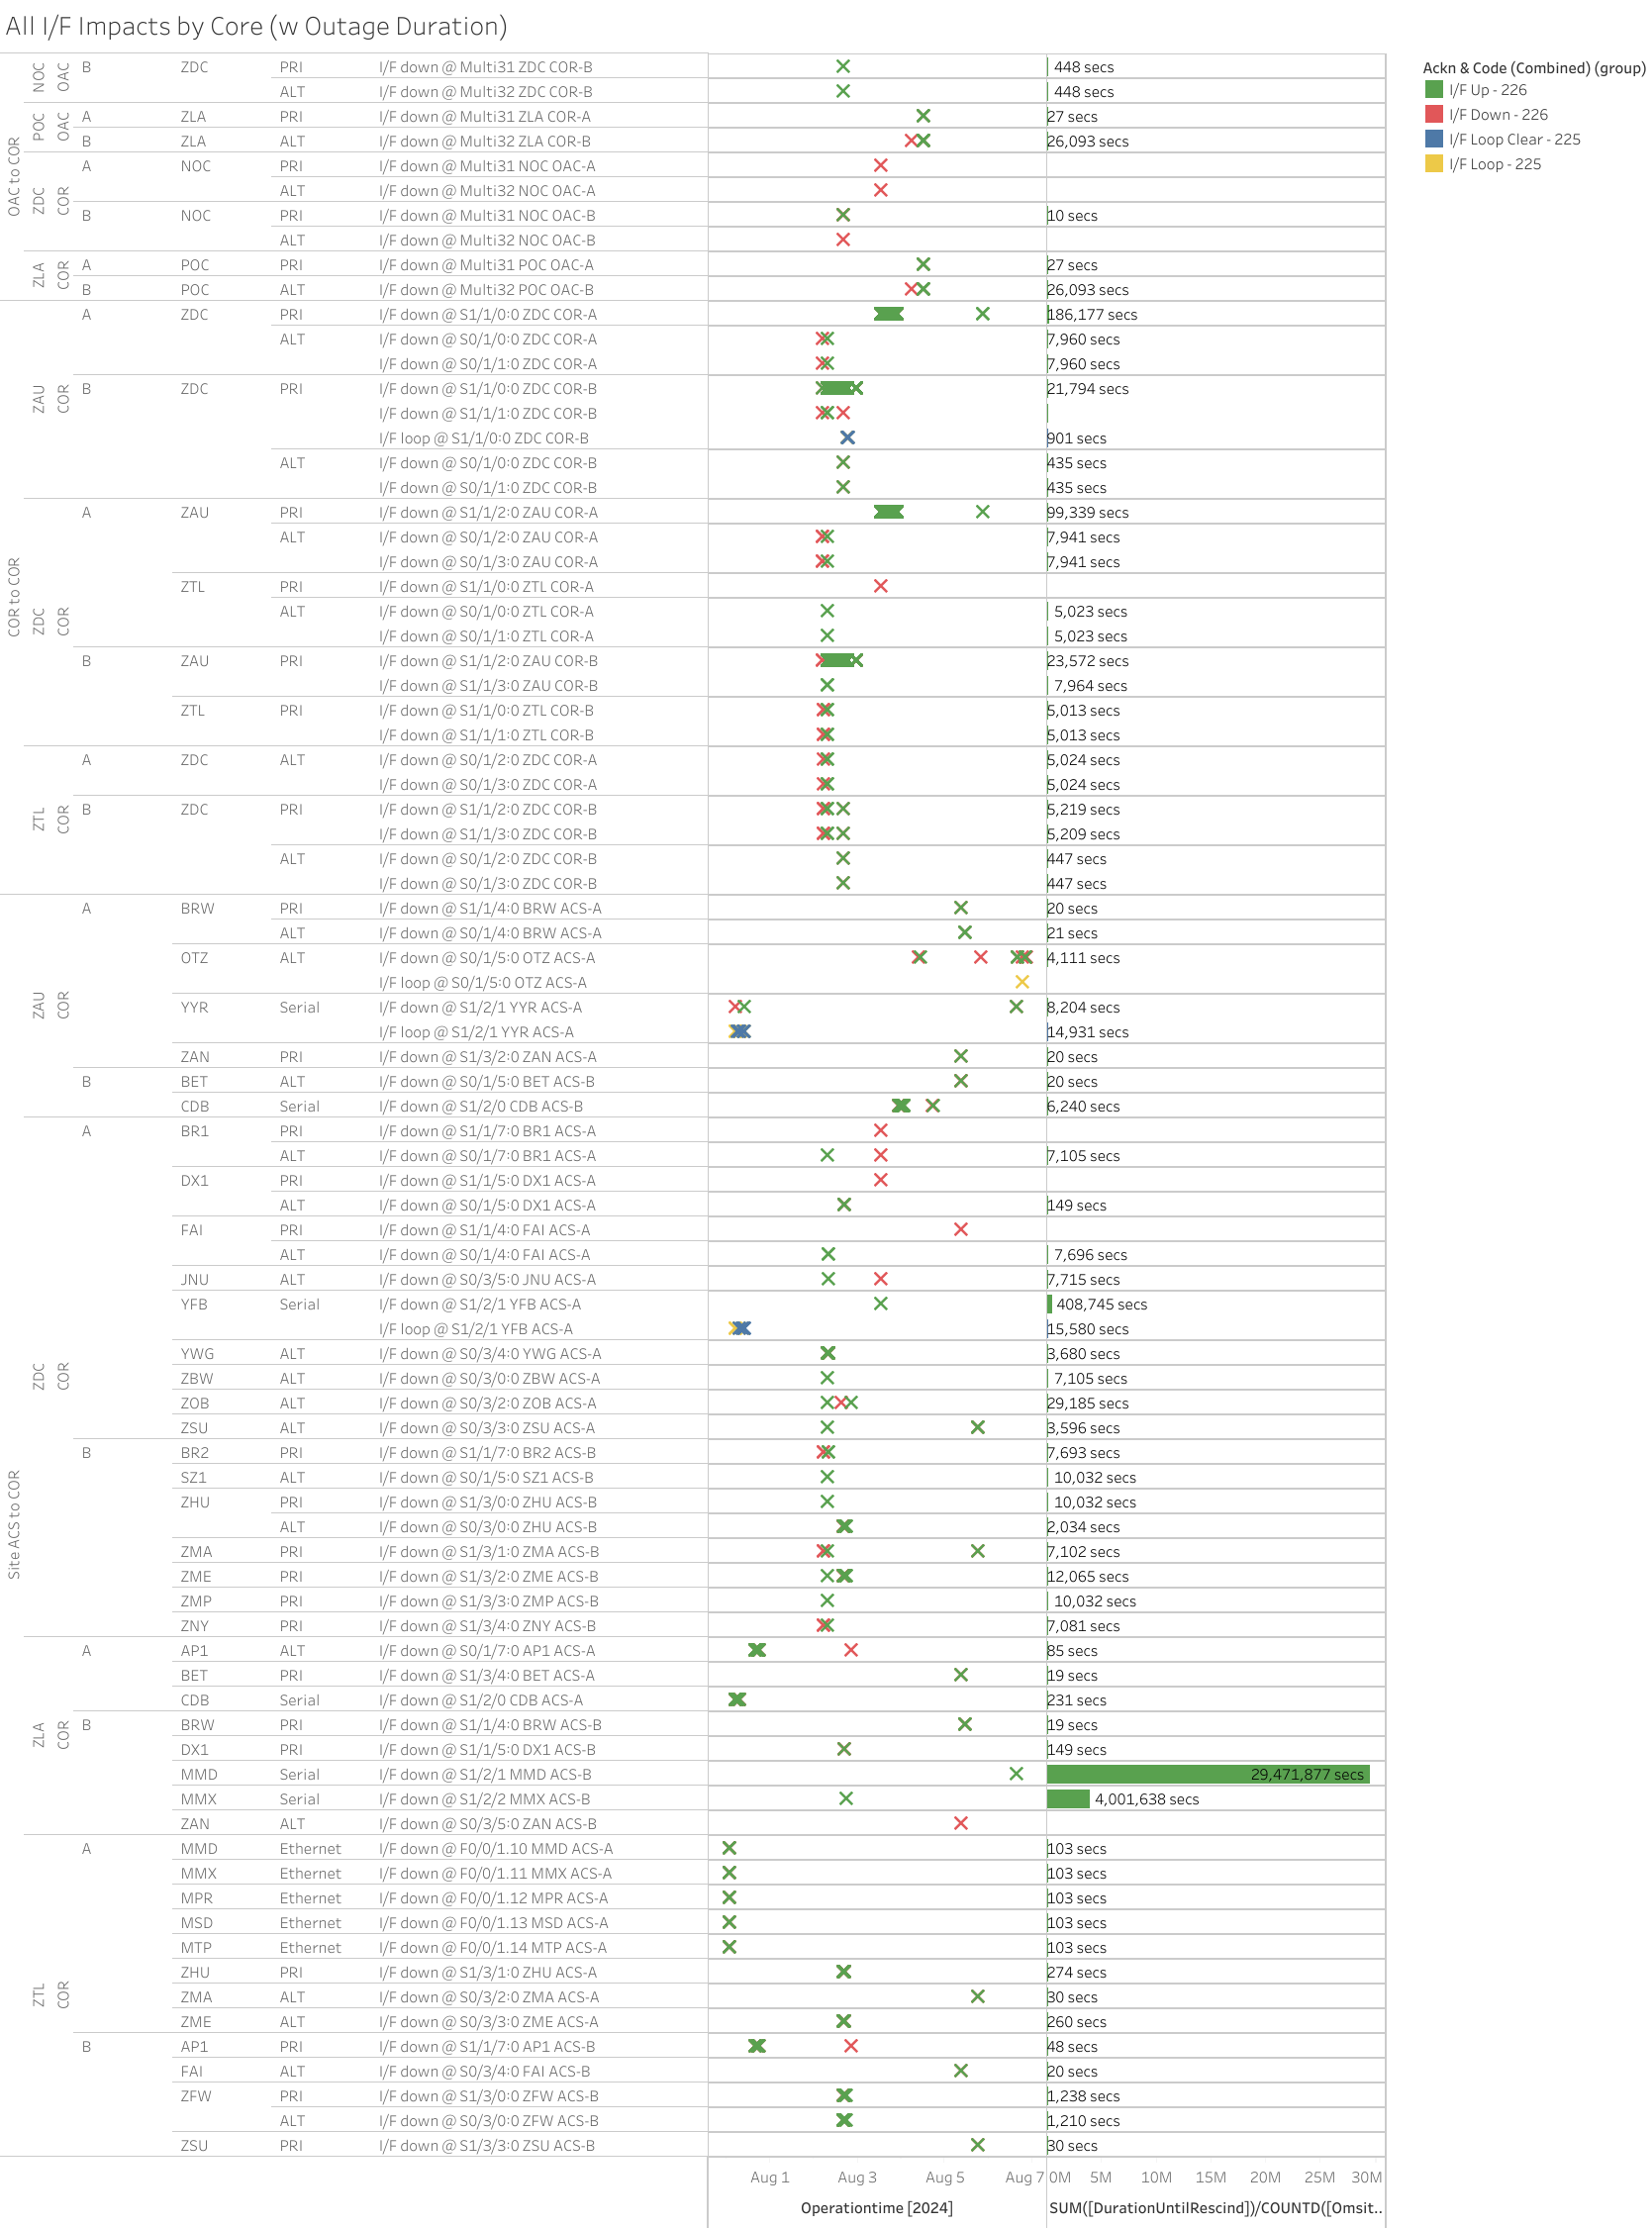 All I/F Impacts by Core (w Outage Duration)
Ackn & Code (Combined) (group)
I/F Up - 226
I/F Down - 226
I/F Loop Clear - 225
I/F Loop - 225
OAC to COR
NOC OAC B ZDC PRI I/F down @ Multi31 ZDC COR-B 448 secs
ALT I/F down @ Multi32 ZDC COR-B 448 secs
POC OAC A ZLA PRI I/F down @ Multi31 ZLA COR-A 27 secs
B ZLA ALT I/F down @ Multi32 ZLA COR-B 26,093 secs
ZDC COR A NOC PRI I/F down @ Multi31 NOC OAC-A
ALT I/F down @ Multi32 NOC OAC-A
B NOC PRI I/F down @ Multi31 NOC OAC-B 10 secs
ALT I/F down @ Multi32 NOC OAC-B
ZLA COR A POC PRI I/F down @ Multi31 POC OAC-A 27 secs
B POC ALT I/F down @ Multi32 POC OAC-B 26,093 secs
COR to COR
ZAU COR A ZDC PRI I/F down @ S1/1/0:0 ZDC COR-A 186,177 secs
ALT I/F down @ S0/1/0:0 ZDC COR-A 7,960 secs
I/F down @ S0/1/1:0 ZDC COR-A 7,960 secs
B ZDC PRI I/F down @ S1/1/0:0 ZDC COR-B 21,794 secs
I/F down @ S1/1/1:0 ZDC COR-B
I/F loop @ S1/1/0:0 ZDC COR-B 901 secs
ALT I/F down @ S0/1/0:0 ZDC COR-B 435 secs
I/F down @ S0/1/1:0 ZDC COR-B 435 secs
ZDC COR A ZAU PRI I/F down @ S1/1/2:0 ZAU COR-A 99,339 secs
ALT I/F down @ S0/1/2:0 ZAU COR-A 7,941 secs
I/F down @ S0/1/3:0 ZAU COR-A 7,941 secs
ZTL PRI I/F down @ S1/1/0:0 ZTL COR-A
ALT I/F down @ S0/1/0:0 ZTL COR-A 5,023 secs
I/F down @ S0/1/1:0 ZTL COR-A 5,023 secs
B ZAU PRI I/F down @ S1/1/2:0 ZAU COR-B 23,572 secs
I/F down @ S1/1/3:0 ZAU COR-B 7,964 secs
ZTL PRI I/F down @ S1/1/0:0 ZTL COR-B 5,013 secs
I/F down @ S1/1/1:0 ZTL COR-B 5,013 secs
ZTL COR A ZDC ALT I/F down @ S0/1/2:0 ZDC COR-A 5,024 secs
I/F down @ S0/1/3:0 ZDC COR-A 5,024 secs
B ZDC PRI I/F down @ S1/1/2:0 ZDC COR-B 5,219 secs
I/F down @ S1/1/3:0 ZDC COR-B 5,209 secs
ALT I/F down @ S0/1/2:0 ZDC COR-B 447 secs
I/F down @ S0/1/3:0 ZDC COR-B 447 secs
Site ACS to COR
ZAU COR A BRW PRI I/F down @ S1/1/4:0 BRW ACS-A 20 secs
ALT I/F down @ S0/1/4:0 BRW ACS-A 21 secs
OTZ ALT I/F down @ S0/1/5:0 OTZ ACS-A 4,111 secs
I/F loop @ S0/1/5:0 OTZ ACS-A
YYR Serial I/F down @ S1/2/1 YYR ACS-A 8,204 secs
I/F loop @ S1/2/1 YYR ACS-A 14,931 secs
ZAN PRI I/F down @ S1/3/2:0 ZAN ACS-A 20 secs
B BET ALT I/F down @ S0/1/5:0 BET ACS-B 20 secs
CDB Serial I/F down @ S1/2/0 CDB ACS-B 6,240 secs
ZDC COR A BR1 PRI I/F down @ S1/1/7:0 BR1 ACS-A
ALT I/F down @ S0/1/7:0 BR1 ACS-A 7,105 secs
DX1 PRI I/F down @ S1/1/5:0 DX1 ACS-A
ALT I/F down @ S0/1/5:0 DX1 ACS-A 149 secs
FAI PRI I/F down @ S1/1/4:0 FAI ACS-A
ALT I/F down @ S0/1/4:0 FAI ACS-A 7,696 secs
JNU ALT I/F down @ S0/3/5:0 JNU ACS-A 7,715 secs
YFB Serial I/F down @ S1/2/1 YFB ACS-A 408,745 secs
I/F loop @ S1/2/1 YFB ACS-A 15,580 secs
YWG ALT I/F down @ S0/3/4:0 YWG ACS-A 3,680 secs
ZBW ALT I/F down @ S0/3/0:0 ZBW ACS-A 7,105 secs
ZOB ALT I/F down @ S0/3/2:0 ZOB ACS-A 29,185 secs
ZSU ALT I/F down @ S0/3/3:0 ZSU ACS-A 3,596 secs
B BR2 PRI I/F down @ S1/1/7:0 BR2 ACS-B 7,693 secs
SZ1 ALT I/F down @ S0/1/5:0 SZ1 ACS-B 10,032 secs
ZHU PRI I/F down @ S1/3/0:0 ZHU ACS-B 10,032 secs
ALT I/F down @ S0/3/0:0 ZHU ACS-B 2,034 secs
ZMA PRI I/F down @ S1/3/1:0 ZMA ACS-B 7,102 secs
ZME PRI I/F down @ S1/3/2:0 ZME ACS-B 12,065 secs
ZMP PRI I/F down @ S1/3/3:0 ZMP ACS-B 10,032 secs
ZNY PRI I/F down @ S1/3/4:0 ZNY ACS-B 7,081 secs
ZLA COR A AP1 ALT I/F down @ S0/1/7:0 AP1 ACS-A 85 secs
BET PRI I/F down @ S1/3/4:0 BET ACS-A 19 secs
CDB Serial I/F down @ S1/2/0 CDB ACS-A 231 secs
B BRW PRI I/F down @ S1/1/4:0 BRW ACS-B 19 secs
DX1 PRI I/F down @ S1/1/5:0 DX1 ACS-B 149 secs
MMD Serial I/F down @ S1/2/1 MMD ACS-B 29,471,877 secs
MMX Serial I/F down @ S1/2/2 MMX ACS-B 4,001,638 secs
ZAN ALT I/F down @ S0/3/5:0 ZAN ACS-B
ZTL COR A MMD Ethernet I/F down @ F0/0/1.10 MMD ACS-A 103 secs
MMX Ethernet I/F down @ F0/0/1.11 MMX ACS-A 103 secs
MPR Ethernet I/F down @ F0/0/1.12 MPR ACS-A 103 secs
MSD Ethernet I/F down @ F0/0/1.13 MSD ACS-A 103 secs
MTP Ethernet I/F down @ F0/0/1.14 MTP ACS-A 103 secs
ZHU PRI I/F down @ S1/3/1:0 ZHU ACS-A 274 secs
ZMA ALT I/F down @ S0/3/2:0 ZMA ACS-A 30 secs
ZME ALT I/F down @ S0/3/3:0 ZME ACS-A 260 secs
B AP1 PRI I/F down @ S1/1/7:0 AP1 ACS-B 48 secs
FAI ALT I/F down @ S0/3/4:0 FAI ACS-B 20 secs
ZFW PRI I/F down @ S1/3/0:0 ZFW ACS-B 1,238 secs
ALT I/F down @ S0/3/0:0 ZFW ACS-B 1,210 secs
ZSU PRI I/F down @ S1/3/3:0 ZSU ACS-B 30 secs
Aug 1 Aug 3 Aug 5 Aug 7 0M 5M 10M 15M 20M 25M 30M
Operationtime [2024] SUM([DurationUntilRescind])/COUNTD([Omsit..